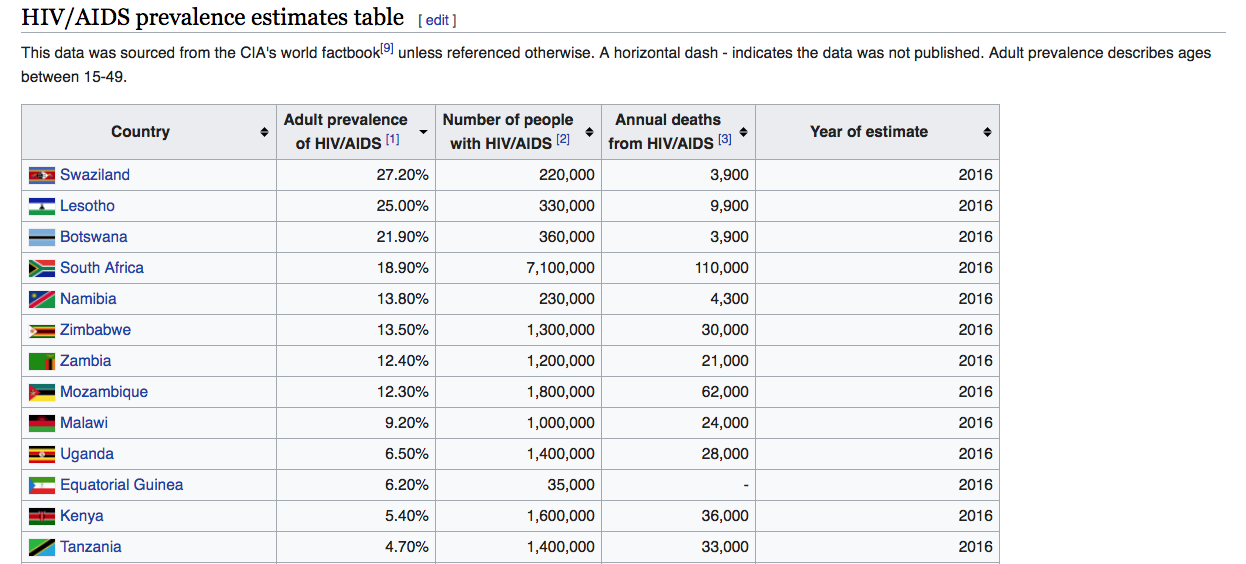 HIV/AIDS prevalence estimates table [ edit ]
This data was sourced from the CIA's world factbook[9] unless referenced otherwise. A horizontal dash - indicates the data was not published. Adult prevalence describes ages
between 15-49.
Country Adult prevalence of HIV/AIDS [1] Number of people with HIV/AIDS [2] Annual deaths from HIV/AIDS [3] Year of estimate
Swaziland 27.20% 220,000 3,900 2016
Lesotho 25.00% 330,000 9,900 2016
Botswana 21.90% 360,000 3,900 2016
South Africa 18.90% 7,100,000 110,000 2016
Namibia 13.80% 230,000 4,300 2016
Zimbabwe 13.50% 1,300,000 30,000 2016
Zambia 12.40% 1,200,000 21,000 2016
Mozambique 12.30% 1,800,000 62,000 2016
Malawi 9.20% 1,000,000 24,000 2016
Uganda 6.50% 1,400,000 28,000 2016
Equatorial Guinea 6.20% 35,000 - 2016
Kenya 5.40% 1,600,000 36,000 2016
Tanzania 4.70% 1,400,000 33,000 2016